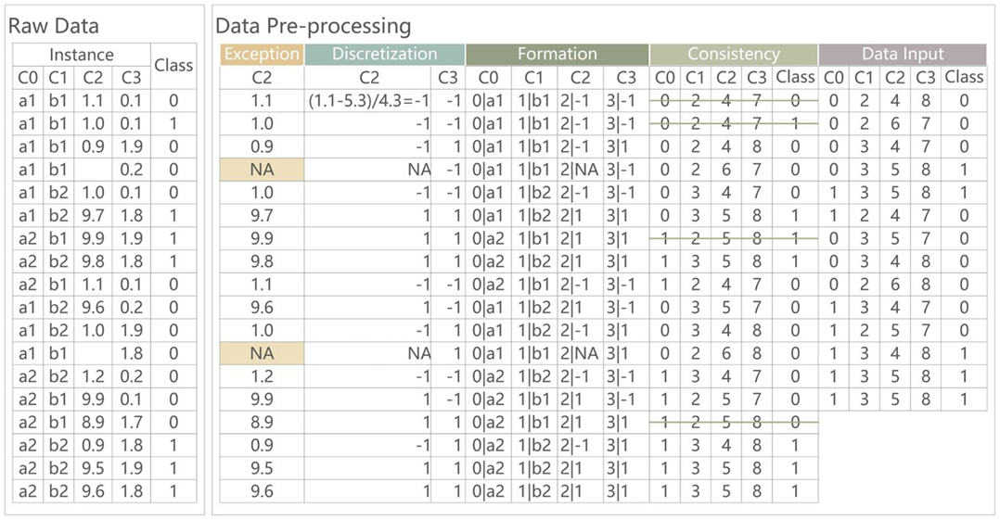 Raw Data
Data Pre-processing
Instance Class
C0 C1 C2 C3
a1 b1 1.1 0.1 0
a1 b1 1.0 0.1 1
a1 b1 0.9 1.9 0
a1 b1 0.2 0
a1 b2 1.0 0.1 0
a1 b2 9.7 1.8 1
a2 b1 9.9 1.9 1
a2 b2 9.8 1.8 1
a2 b1 1.1 0.1 0
a1 b2 9.6 0.2 0
a1 b2 1.0 1.9 0
a1 b1 1.8 0
a2 b2 1.2 0.2 0
a2 b1 9.9 0.1 0
a2 b1 8.9 1.7 0
a2 b2 0.9 1.8 1
a2 b2 9.5 1.9 1
a2 b2 9.6 1.8 1
Exception Discretization Formation Consistency Data Input
C2 C2 C3 C0 C1 C2 C3 C0 C1 C2 C3 Class C0 C1 C2 C3 Class
1.1 (1.1-5.3)/4.3=-1 -1 0|a1 1|b1 2|-1 3|-1 0 2 4 7 0 0 2 4 8 0
1.0 -1 -1 0|a1 1|b1 2|-1 3|-1 0 2 4 7 1 0 2 6 7 0
0.9 -1 1 0|a1 1|b1 2|-1 3|1 0 2 4 8 0 0 3 4 7 0
NA NA -1 0|a1 1|b1 2|NA 3|-1 0 2 6 7 0 0 3 5 8 1
1.0 -1 -1 0|a1 1|b2 2|-1 3|-1 0 3 4 7 0 1 3 5 8 1
9.7 1 1 0|a1 1|b2 2|1 3|1 0 3 5 8 1 1 2 4 7 0
9.9 1 1 0|a2 1|b1 2|1 3|1 1 2 5 8 1 0 3 5 7 0
9.8 1 1 0|a2 1|b2 2|1 3|1 1 3 5 8 1 0 3 4 8 0
1.1 -1 -1 0|a2 1|b1 2|-1 3|-1 1 2 4 7 0 0 2 6 8 0
9.6 1 -1 0|a1 1|b2 2|1 3|-1 0 3 5 7 0 1 3 4 7 0
1.0 -1 1 0|a1 1|b2 2|-1 3|1 0 3 4 8 0 1 2 5 7 0
NA NA 1 0|a1 1|b1 2|NA 3|1 0 2 6 8 0 1 3 4 8 1
1.2 -1 -1 0|a2 1|b2 2|-1 3|-1 1 3 4 7 0 1 3 5 8 1
9.9 1 -1 0|a2 1|b1 2|1 3|-1 1 2 5 7 0 1 3 5 8 1
8.9 1 1 0|a2 1|b1 2|1 3|1 1 2 5 8 0
0.9 -1 1 0|a2 1|b2 2|-1 3|1 1 3 4 8 1
9.5 1 1 0|a2 1|b2 2|1 3|1 1 3 5 8 1
9.6 1 1 0|a2 1|b2 2|1 3|1 1 3 5 8 1